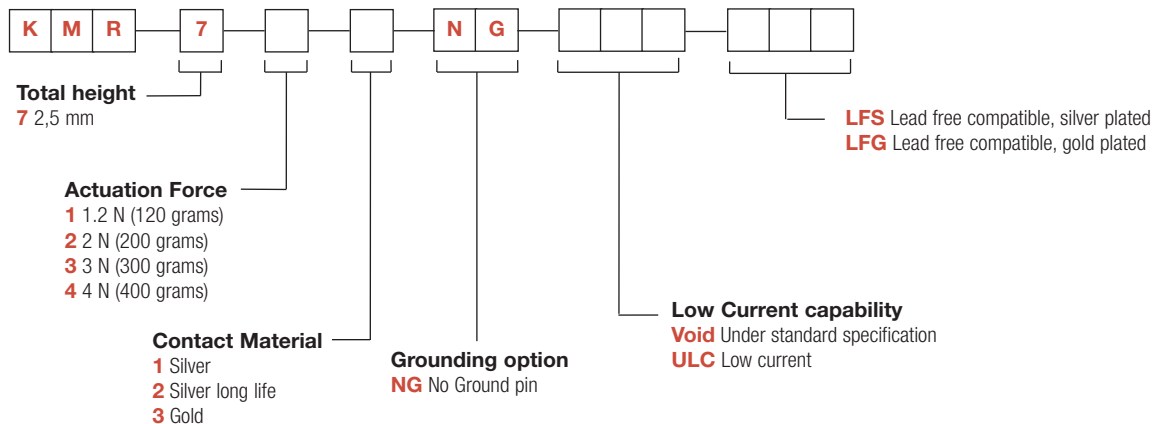 K M R 7 N G
Total height
7 2,5 mm
LFS Lead free compatible, silver plated
LFG Lead free compatible, gold plated
Actuation Force
1 1.2 N (120 grams)
2 2 N (200 grams)
3 3 N (300 grams)
4 4 N (400 grams)
Contact Material
1 Silver
2 Silver long life
3 Gold
Grounding option
NG No Ground pin
Low Current capability
Void Under standard specification
ULC Low current